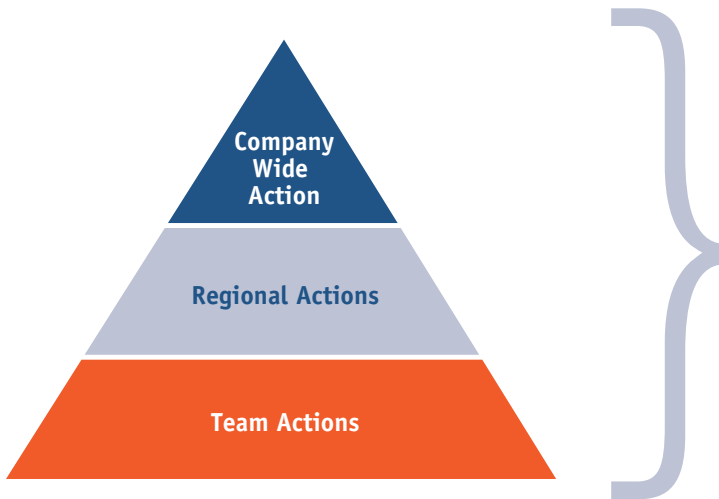 Company
Wide
Action
Regional Actions
Team Actions